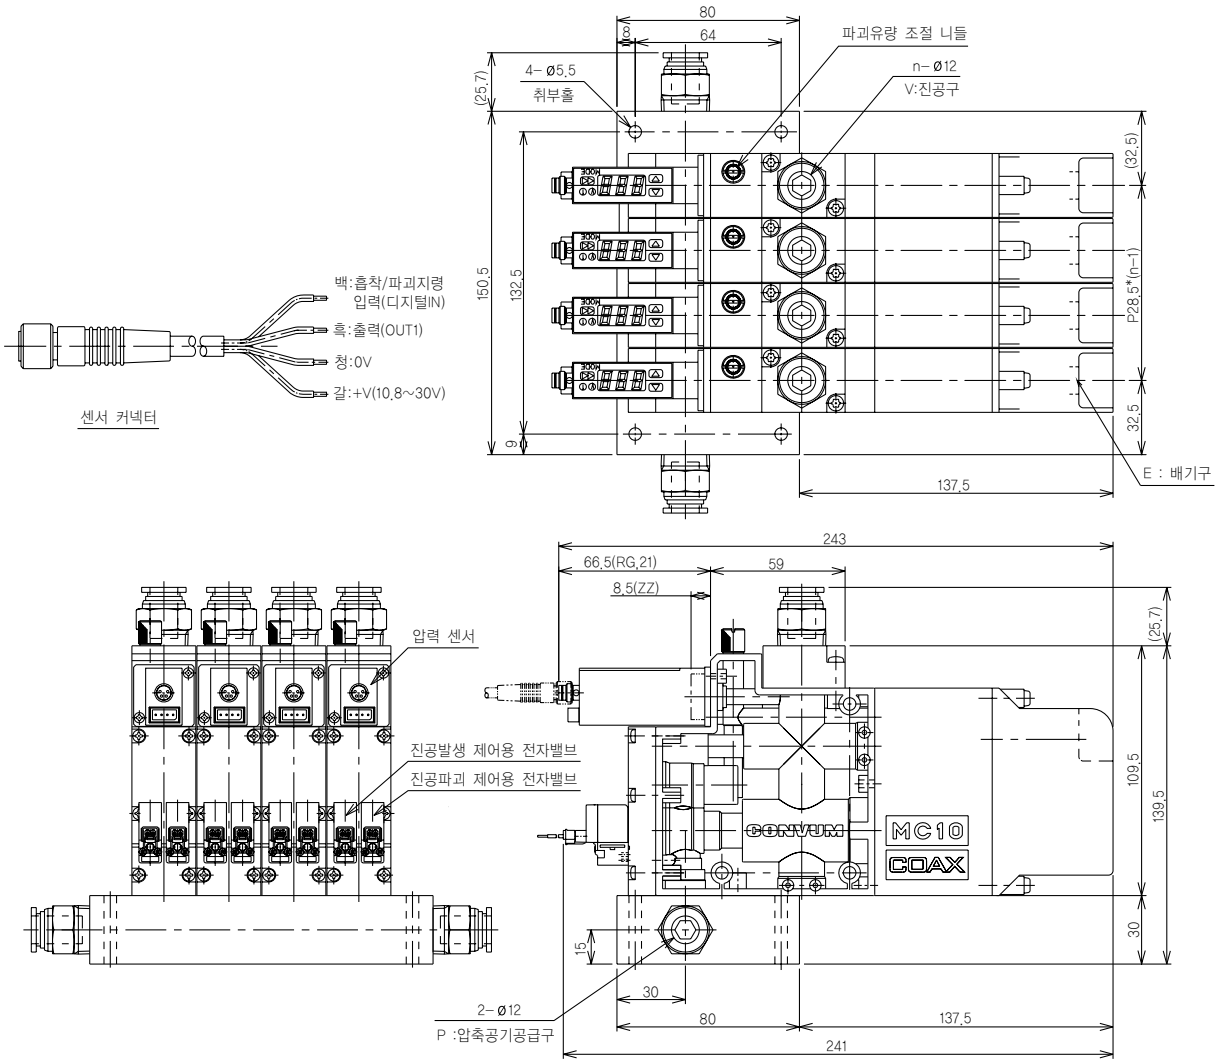 80
64
8
파괴유량 조절 니들
n-Ø12
V:진공구
4-Ø5.5
취부홀
(25.7)
(32.5)
MODE
MODE
MODE
MODE
150.5
132.5
P28.5*(n-1)
9
32.5
137.5
E : 배기구
백:흡착/파괴지령
입력(디지털IN)
흑:출력(OUT1)
청:0V
갈:+V(10.8~30V)
센서 커넥터
243
66.5(RG,21)
59
8.5(ZZ)
(25.7)
압력 센서
진공발생 제어용 전자밸브
진공파괴 제어용 전자밸브
109.5
139.5
CONVUM
MC10
COAX
15
30
30
2-Ø12
P :압축공기공급구
80
137.5
241